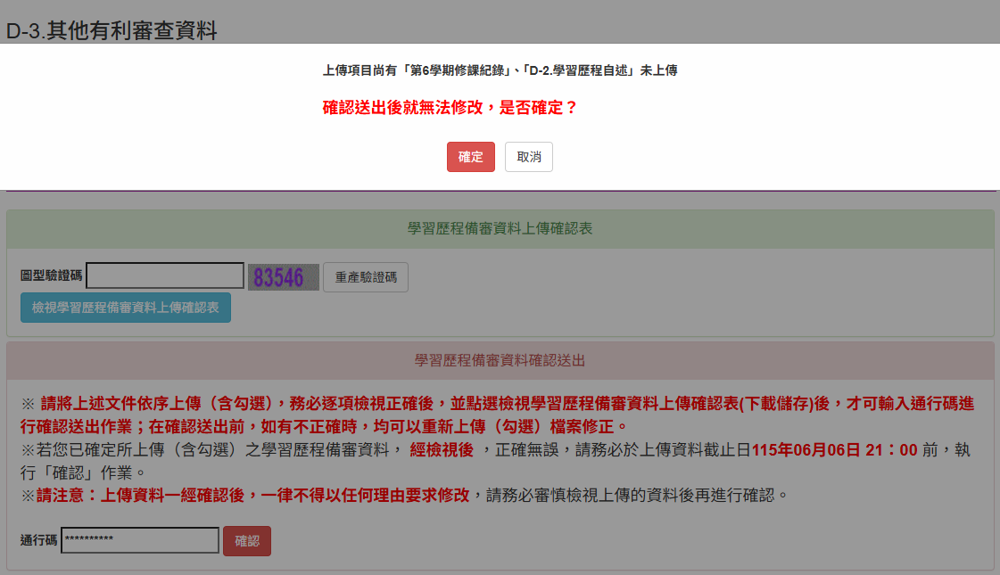 D-3.其他有利審查資料
上傳項目尚有「第6學期修課紀錄」、「D-2.學習歷程自述」未上傳
確認送出後就無法修改，是否確定？
確定 取消
學習歷程備審資料上傳確認表
圖型驗證碼 83546 重產驗證碼
檢視學習歷程備審資料上傳確認表
學習歷程備審資料確認送出
※ 請將上述文件依序上傳（含勾選），務必逐項檢視正確後，並點選檢視學習歷程備審資料上傳確認表(下載儲存)後，才可輸入通行碼進
行確認送出作業；在確認送出前，如有不正確時，均可以重新上傳（勾選）檔案修正。
※若您已確定所上傳（含勾選）之學習歷程備審資料， 經檢視後 ，正確無誤，請務必於上傳資料截止日115年06月06日 21：00 前，執
行「確認」作業。
※請注意：上傳資料一經確認後，一律不得以任何理由要求修改，請務必審慎檢視上傳的資料後再進行確認。
通行碼 ********** 確認